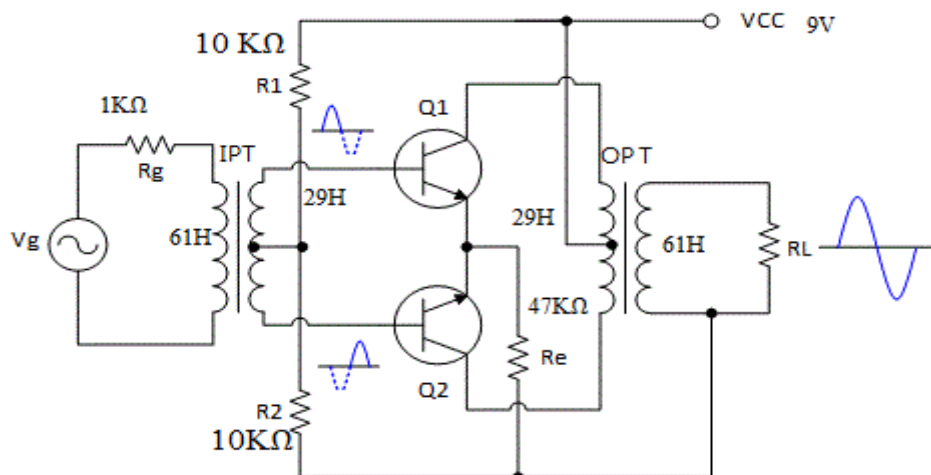 VCC 9V
10 KΩ
R1
1KΩ
Q1
Rg
IPT
OPT
29H
29H
Vg
61H
61H
RL
47KΩ
Re
R2
Q2
10KΩ